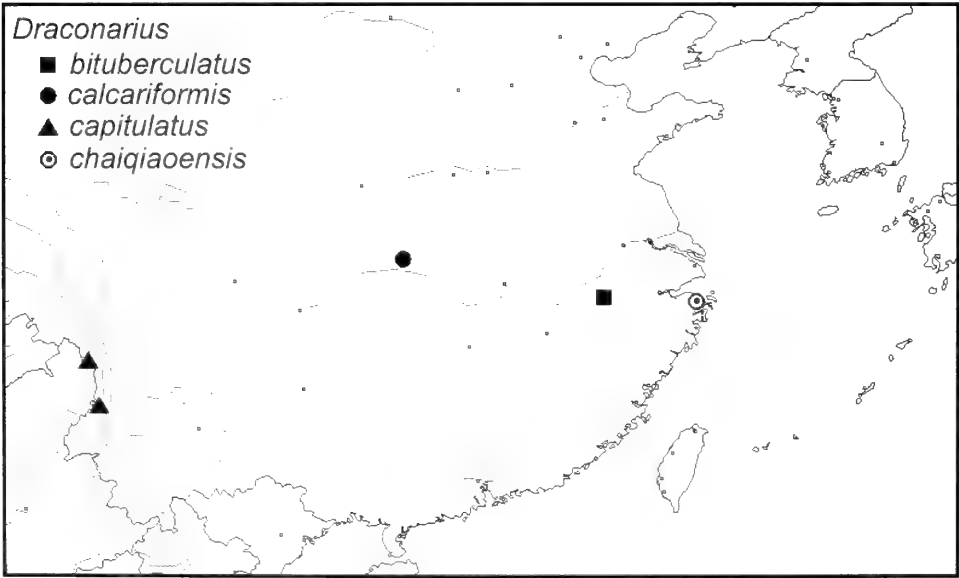 Draconarius
bituberculatus
calcariformis
capitulatus
chaiqiaoensis